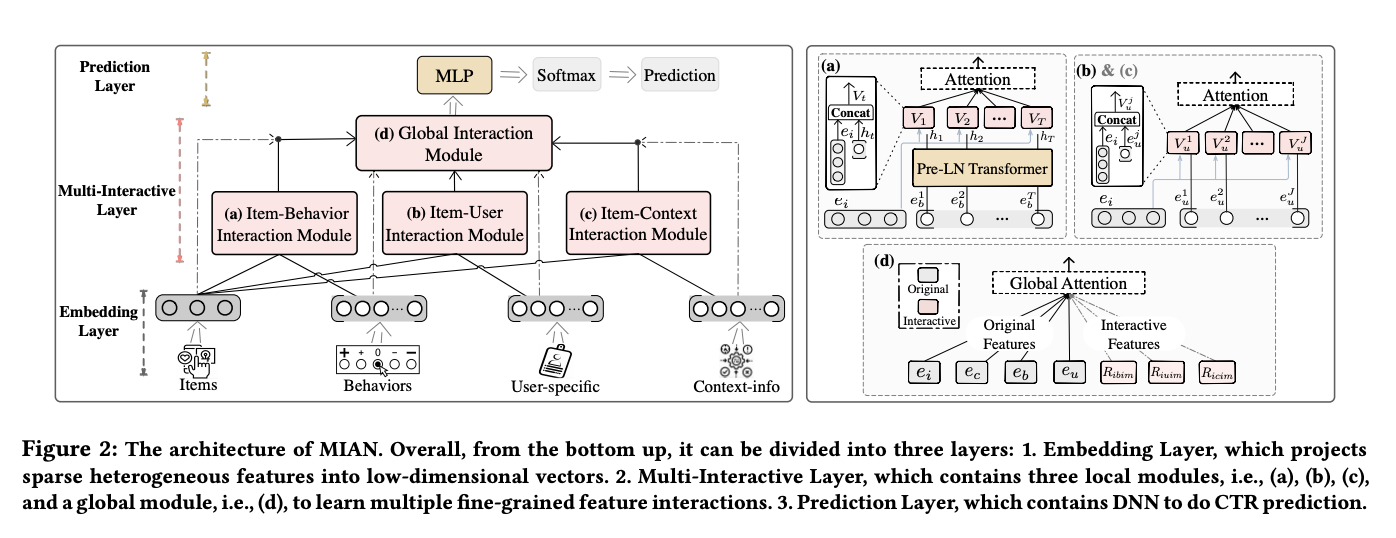 Prediction
Layer
MLP
Softmax
Prediction
(d) Global Interaction
Module
Multi-Interactive
Layer
(a) Item-Behavior
Interaction Module
(b) Item-User
Interaction Module
(c) Item-Context
Interaction Module
Embedding
Layer
Items
Behaviors
User-specific
Context-info
(a)
Attention
V_t
Concat
e_i h_t
V_1 V_2 ... V_T
h_1 h_2 h_T
Pre-LN Transformer
e_i e_b^1 e_b^2 e_b^T
...
(b) & (c)
Attention
V_u^j
Concat
e_i e_u^j
V_u^1 V_u^2 ... V_u^J
e_i e_u^1 e_u^2 e_u^J
...
(d)
Original
Interactive
Global Attention
Original
Features
Interactive
Features
e_i e_c e_b e_u R_ibim R_iuim R_icim
Figure 2: The architecture of MIAN. Overall, from the bottom up, it can be divided into three layers: 1. Embedding Layer, which projects
sparse heterogeneous features into low-dimensional vectors. 2. Multi-Interactive Layer, which contains three local modules, i.e., (a), (b), (c),
and a global module, i.e., (d), to learn multiple fine-grained feature interactions. 3. Prediction Layer, which contains DNN to do CTR prediction.